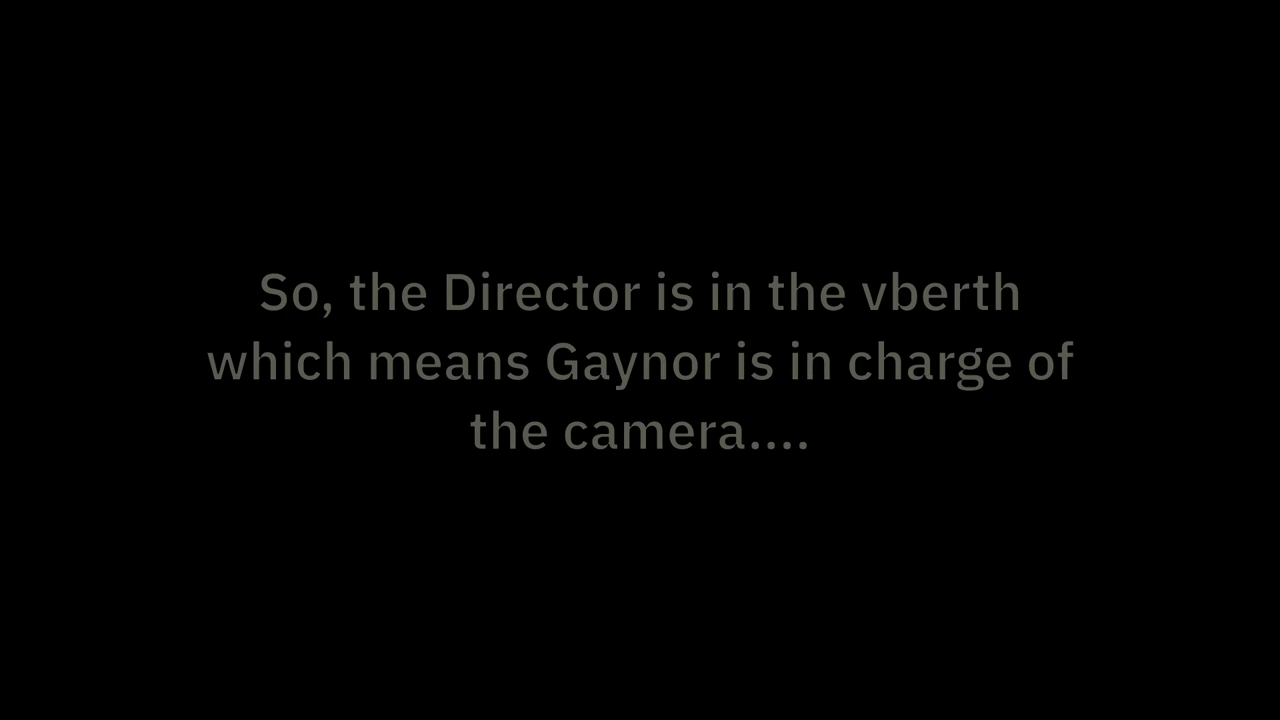 So, the Director is in the vberth
which means Gaynor is in charge of
the camera....